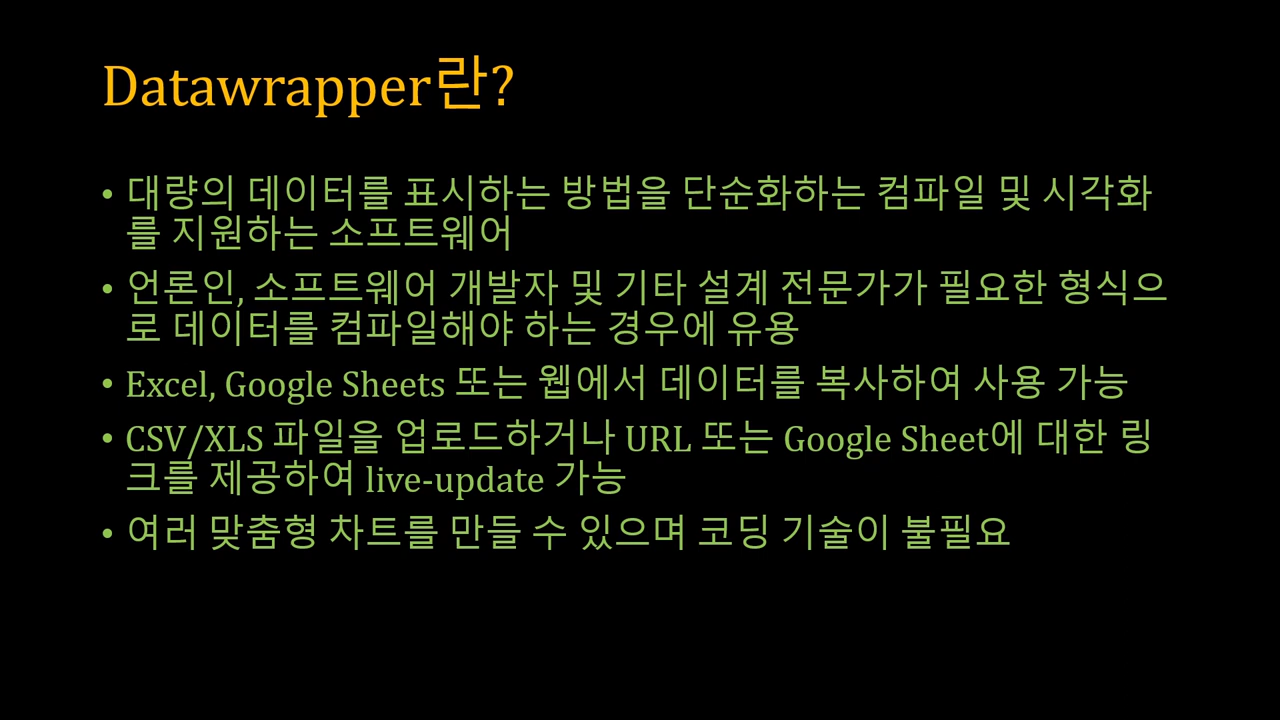 Datawrapper란?
• 대량의 데이터를 표시하는 방법을 단순화하는 컴파일 및 시각화
를 지원하는 소프트웨어
• 언론인, 소프트웨어 개발자 및 기타 설계 전문가가 필요한 형식으
로 데이터를 컴파일해야 하는 경우에 유용
• Excel, Google Sheets 또는 웹에서 데이터를 복사하여 사용 가능
• CSV/XLS 파일을 업로드하거나 URL 또는 Google Sheet에 대한 링
크를 제공하여 live-update 가능
• 여러 맞춤형 차트를 만들 수 있으며 코딩 기술이 불필요